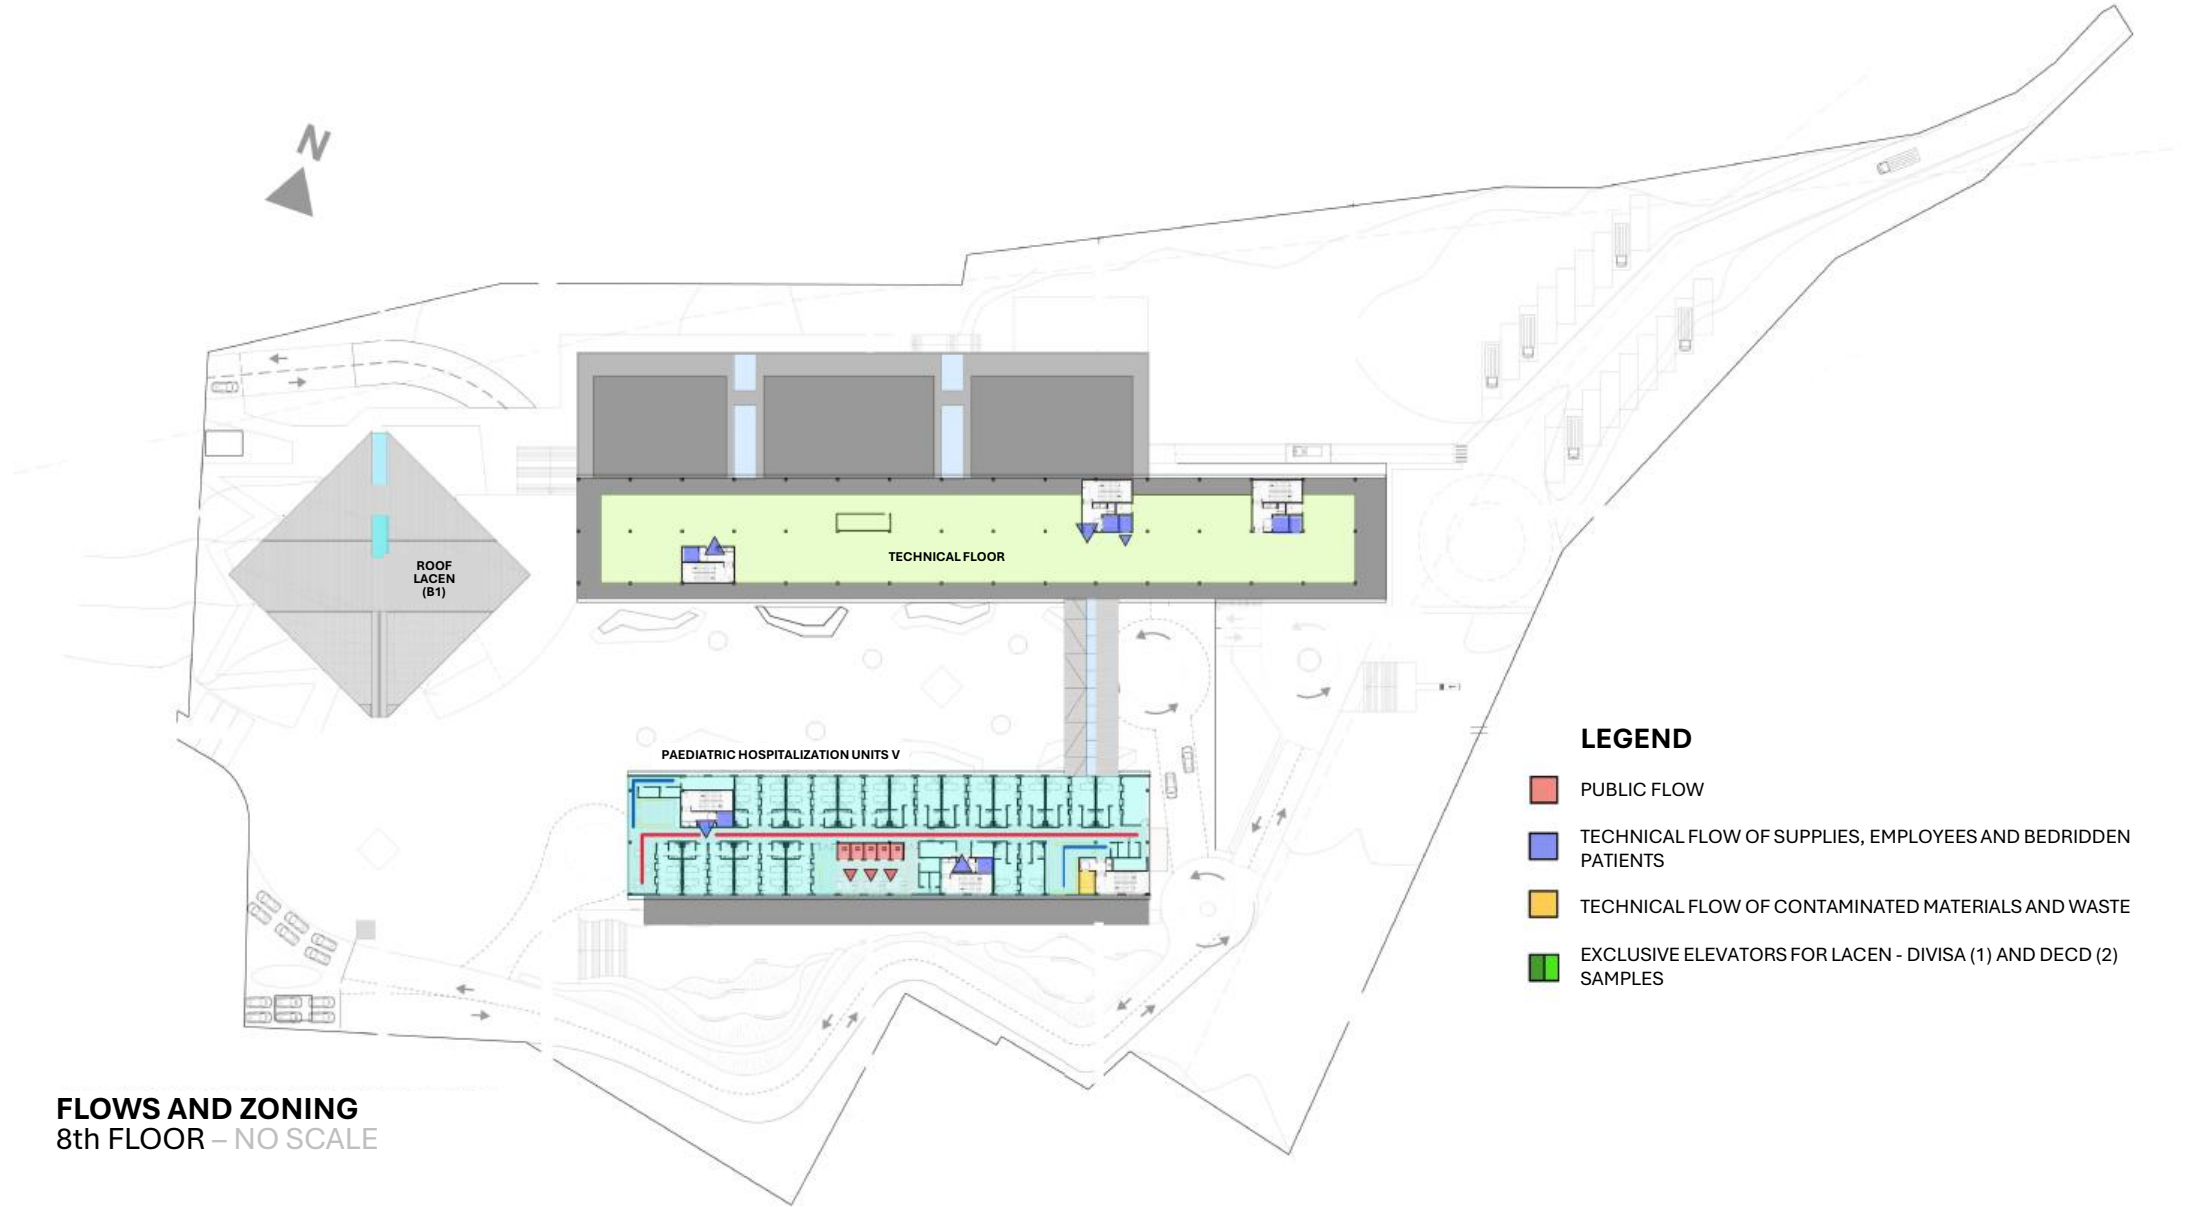 N
ROOF
LACEN
(B1)
TECHNICAL FLOOR
PAEDIATRIC HOSPITALIZATION UNITS V
LEGEND
PUBLIC FLOW
TECHNICAL FLOW OF SUPPLIES, EMPLOYEES AND BEDRIDDEN
PATIENTS
TECHNICAL FLOW OF CONTAMINATED MATERIALS AND WASTE
EXCLUSIVE ELEVATORS FOR LACEN - DIVISA (1) AND DECD (2)
SAMPLES
FLOWS AND ZONING
8th FLOOR – NO SCALE